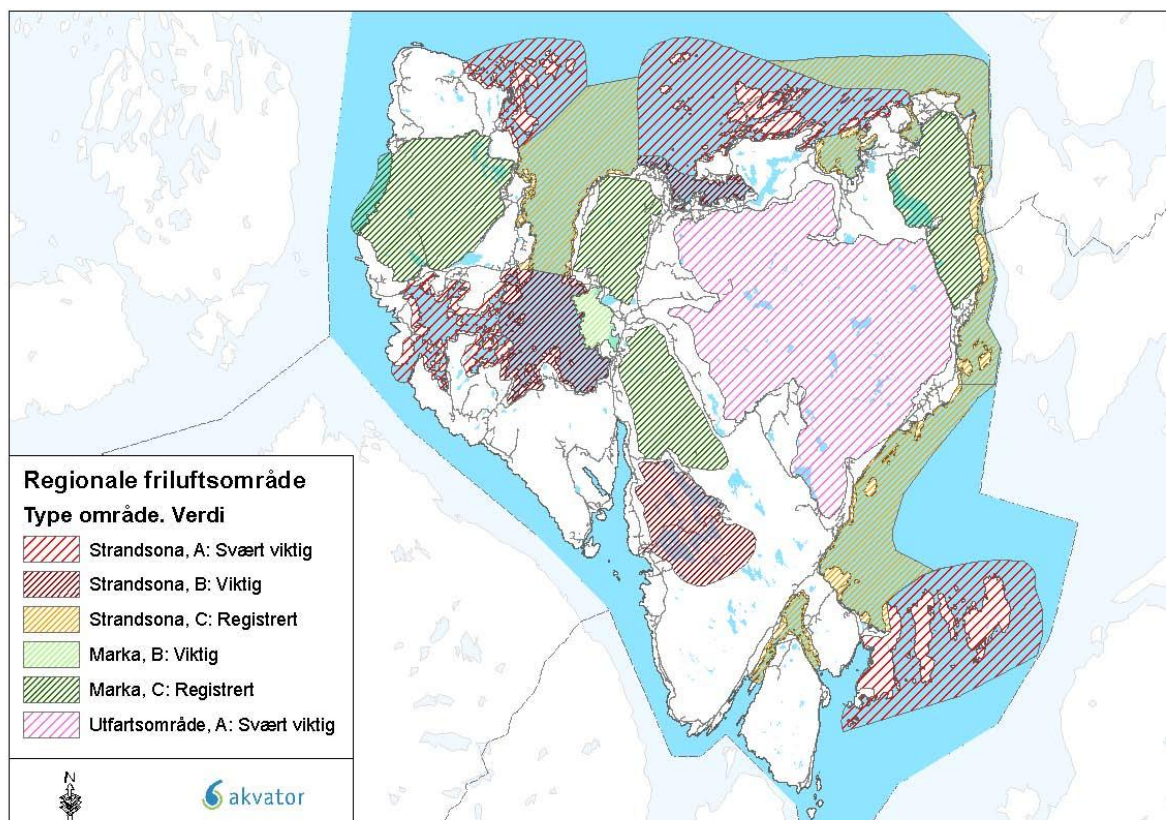 Regionale friluftsområde
Type område. Verdi
Strandsona, A: Svært viktig
Strandsona, B: Viktig
Strandsona, C: Registrert
Marka, B: Viktig
Marka, C: Registrert
Utfartsområde, A: Svært viktig
N
akvator